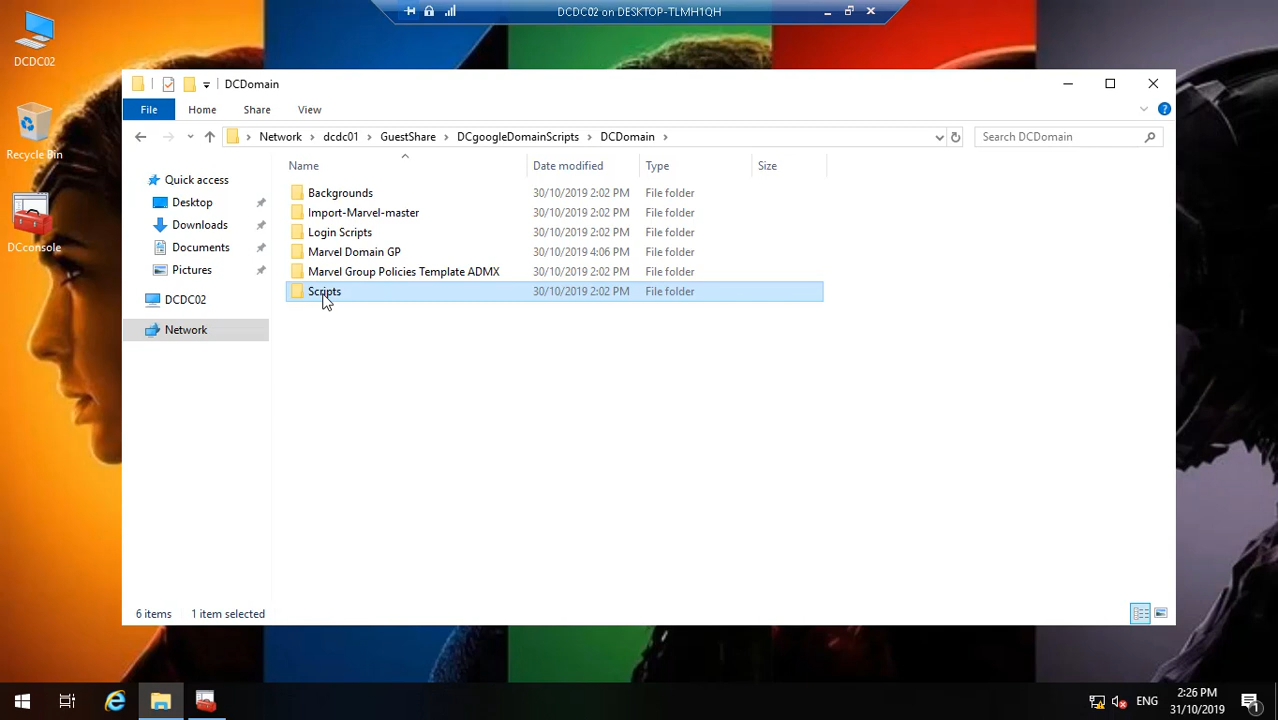 DCDC02 on DESKTOP-TLMH1QH
DCDC02
Recycle Bin
DCconsole
DCDomain
File Home Share View
Network dcdc01 GuestShare DCgoogleDomainScripts DCDomain
Search DCDomain
Name Date modified Type Size
Quick access
Desktop
Downloads
Documents
Pictures
DCDC02
Network
Backgrounds 30/10/2019 2:02 PM File folder
Import-Marvel-master 30/10/2019 2:02 PM File folder
Login Scripts 30/10/2019 2:02 PM File folder
Marvel Domain GP 30/10/2019 4:06 PM File folder
Marvel Group Policies Template ADMX 30/10/2019 2:02 PM File folder
Scripts 30/10/2019 2:02 PM File folder
6 items 1 item selected
ENG
2:26 PM
31/10/2019
1